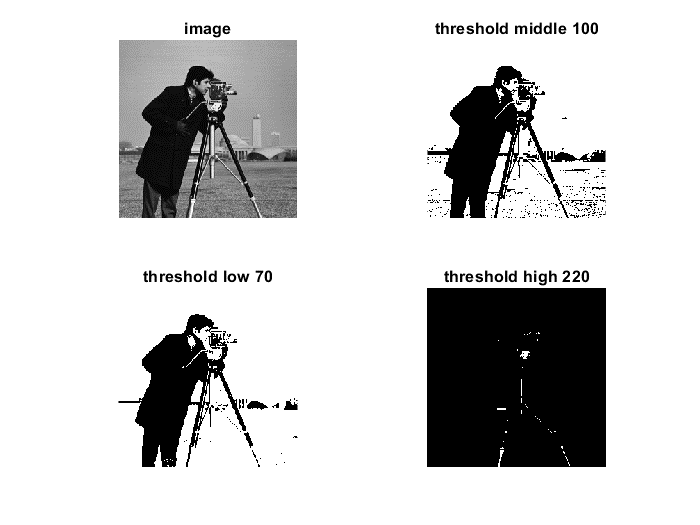 image
threshold middle 100
threshold low 70
threshold high 220